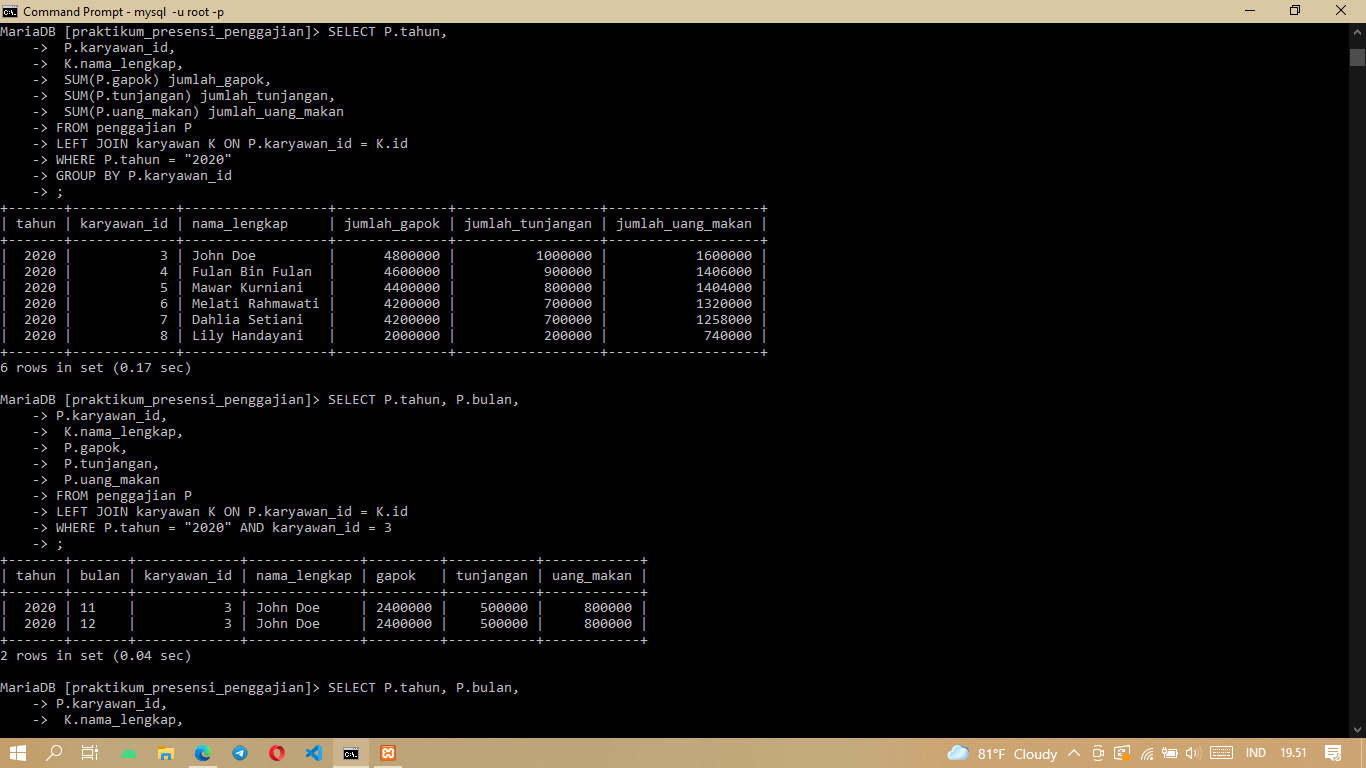 Command Prompt - mysql  -u root -p
MariaDB [praktikum_presensi_penggajian]> SELECT P.tahun,
    ->  P.karyawan_id,
    ->  K.nama_lengkap,
    ->  SUM(P.gapok) jumlah_gapok,
    ->  SUM(P.tunjangan) jumlah_tunjangan,
    ->  SUM(P.uang_makan) jumlah_uang_makan
    -> FROM penggajian P
    -> LEFT JOIN karyawan K ON P.karyawan_id = K.id
    -> WHERE P.tahun = "2020"
    -> GROUP BY P.karyawan_id
    -> ;
+-------+-------------+------------------+--------------+------------------+-------------------+
| tahun | karyawan_id | nama_lengkap     | jumlah_gapok | jumlah_tunjangan | jumlah_uang_makan |
+-------+-------------+------------------+--------------+------------------+-------------------+
|  2020 |           3 | John Doe         |      4800000 |          1000000 |           1600000 |
|  2020 |           4 | Fulan Bin Fulan  |      4600000 |           900000 |           1406000 |
|  2020 |           5 | Mawar Kurniani   |      4400000 |           800000 |           1404000 |
|  2020 |           6 | Melati Rahmawati |      4200000 |           700000 |           1320000 |
|  2020 |           7 | Dahlia Setiani   |      4200000 |           700000 |           1258000 |
|  2020 |           8 | Lily Handayani   |      2000000 |           200000 |            740000 |
+-------+-------------+------------------+--------------+------------------+-------------------+
6 rows in set (0.17 sec)
MariaDB [praktikum_presensi_penggajian]> SELECT P.tahun, P.bulan,
    -> P.karyawan_id,
    ->  K.nama_lengkap,
    ->  P.gapok,
    ->  P.tunjangan,
    ->  P.uang_makan
    -> FROM penggajian P
    -> LEFT JOIN karyawan K ON P.karyawan_id = K.id
    -> WHERE P.tahun = "2020" AND karyawan_id = 3
    -> ;
+-------+-------+-------------+--------------+---------+-----------+------------+
| tahun | bulan | karyawan_id | nama_lengkap | gapok   | tunjangan | uang_makan |
+-------+-------+-------------+--------------+---------+-----------+------------+
|  2020 | 11    |           3 | John Doe     | 2400000 |    500000 |     800000 |
|  2020 | 12    |           3 | John Doe     | 2400000 |    500000 |     800000 |
+-------+-------+-------------+--------------+---------+-----------+------------+
2 rows in set (0.04 sec)
MariaDB [praktikum_presensi_penggajian]> SELECT P.tahun, P.bulan,
    -> P.karyawan_id,
    ->  K.nama_lengkap,
81°F Cloudy IND 19.51